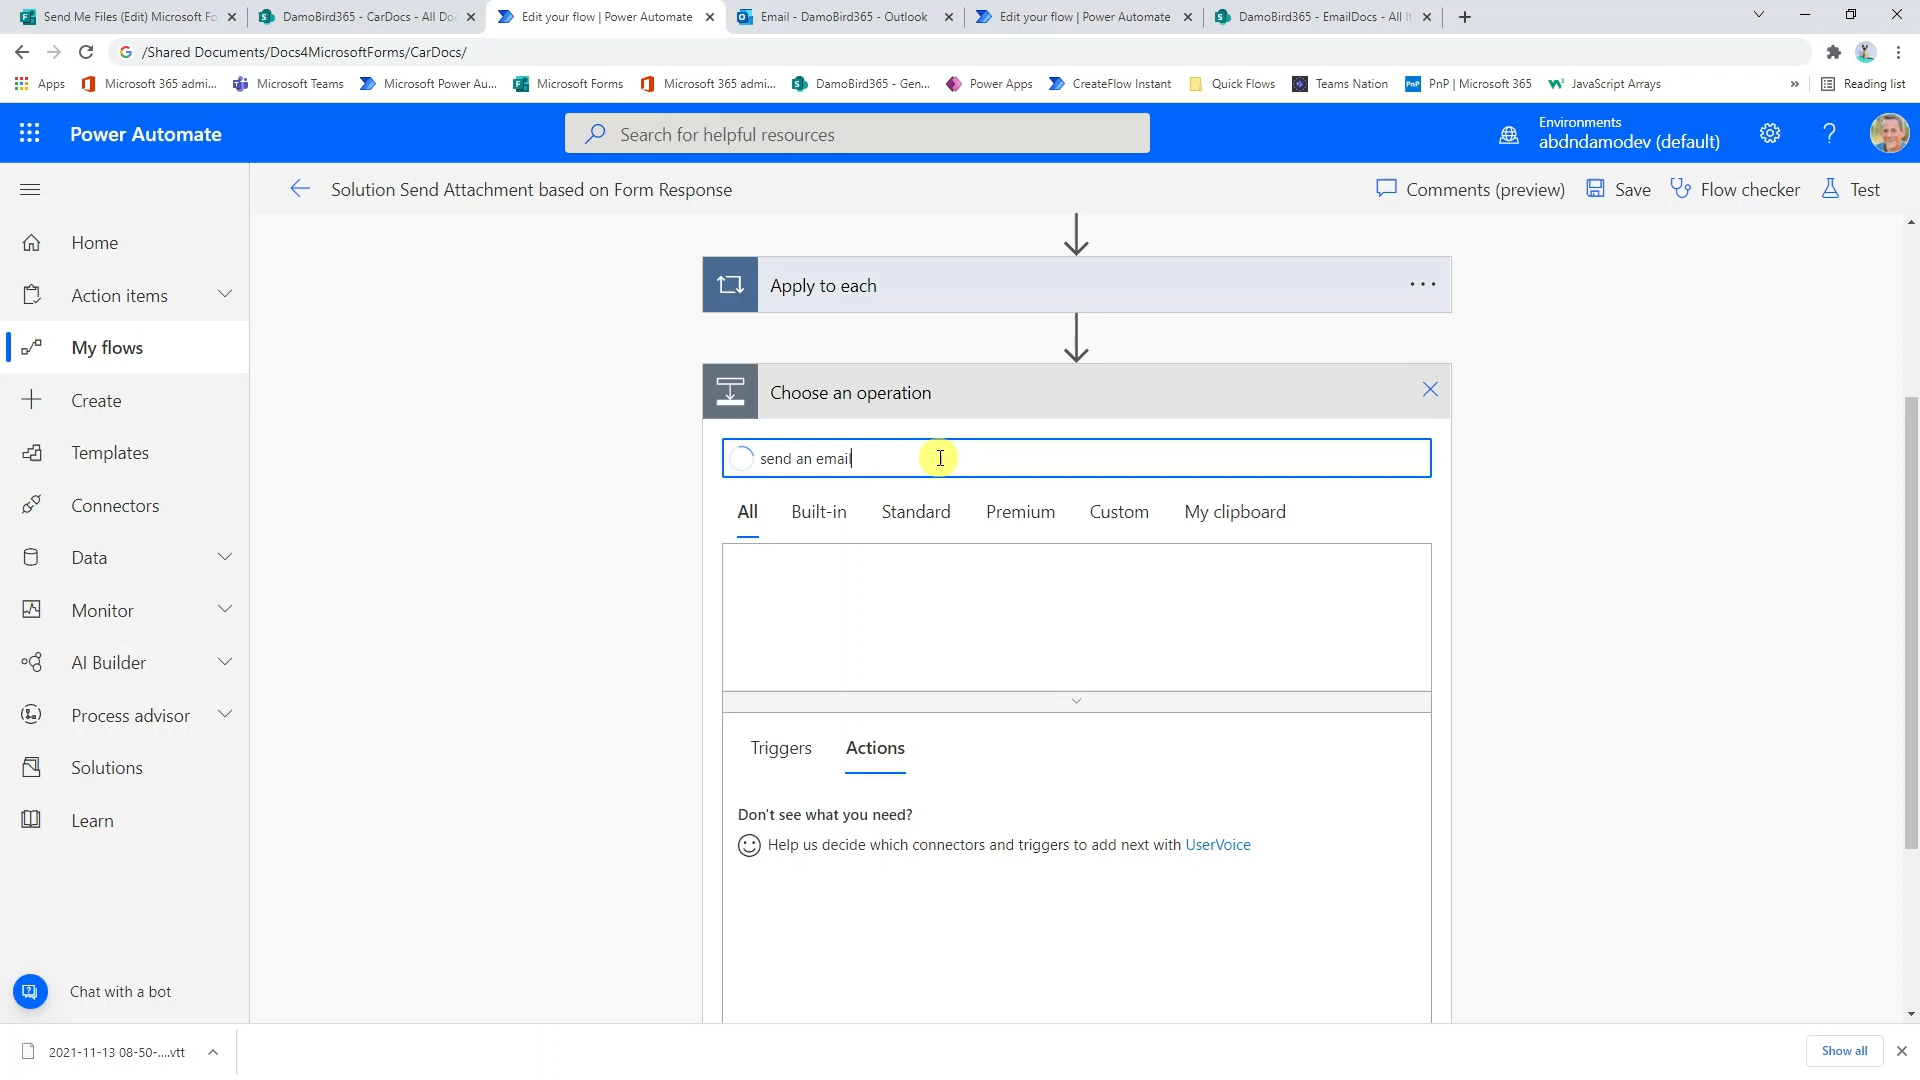 Send Me Files (Edit) Microsoft Fo
DamoBird365 - CarDocs - All Doc
Edit your flow | Power Automate
Email - DamoBird365 - Outlook
Edit your flow | Power Automate
DamoBird365 - EmailDocs - All It
/Shared Documents/Docs4MicrosoftForms/CarDocs/
Apps
Microsoft 365 admi...
Microsoft Teams
Microsoft Power Au...
Microsoft Forms
Microsoft 365 admi...
DamoBird365 - Gen...
Power Apps
CreateFlow Instant
Quick Flows
Teams Nation
PnP
PnP | Microsoft 365
JavaScript Arrays
»
Reading list
Power Automate
Search for helpful resources
Environments
abdndamodev (default)
Solution Send Attachment based on Form Response
Comments (preview)
Save
Flow checker
Test
Home
Action items
My flows
Create
Templates
Connectors
Data
Monitor
AI Builder
Process advisor
Solutions
Learn
Chat with a bot
Apply to each
...
Choose an operation
send an email
All
Built-in
Standard
Premium
Custom
My clipboard
Triggers
Actions
Don't see what you need?
Help us decide which connectors and triggers to add next with UserVoice
2021-11-13 08-50-....vtt
Show all